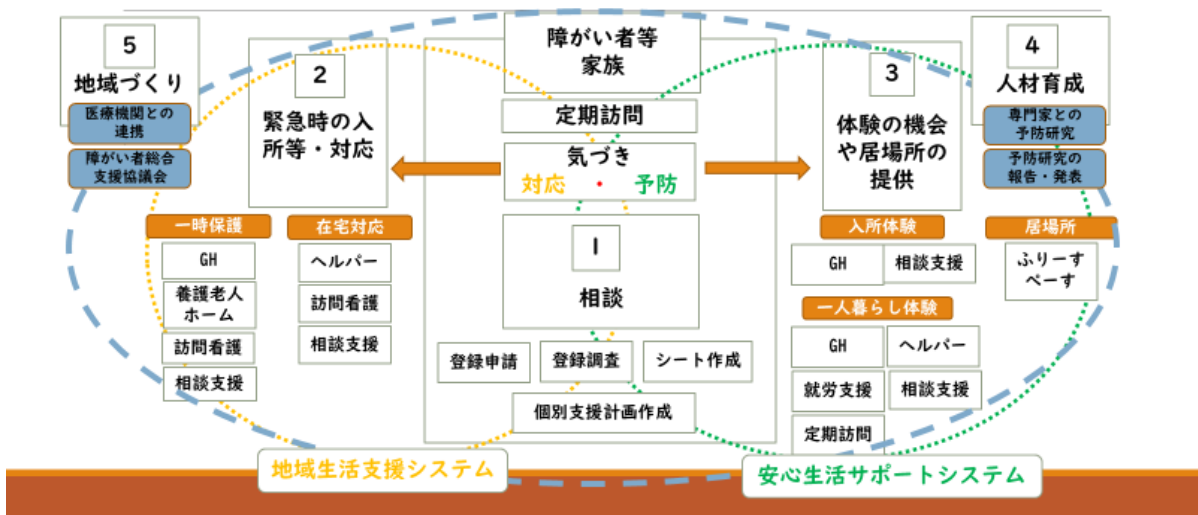 5
地域づくり
医療機関との
連携
障がい者総合
支援協議会
2
緊急時の入
所等・対応
一時保護
GH
養護老人
ホーム
訪問看護
相談支援
在宅対応
ヘルパー
訪問看護
相談支援
障がい者等
家族
定期訪問
気づき
対応・予防
1
相談
登録申請
登録調査
シート作成
個別支援計画作成
3
体験の機会
や居場所の
提供
入所体験
GH
相談支援
一人暮らし体験
GH
ヘルパー
就労支援
相談支援
定期訪問
4
人材育成
専門家との
予防研究
予防研究の
報告・発表
居場所
ふりーす
ぺーす
地域生活支援システム
安心生活サポートシステム